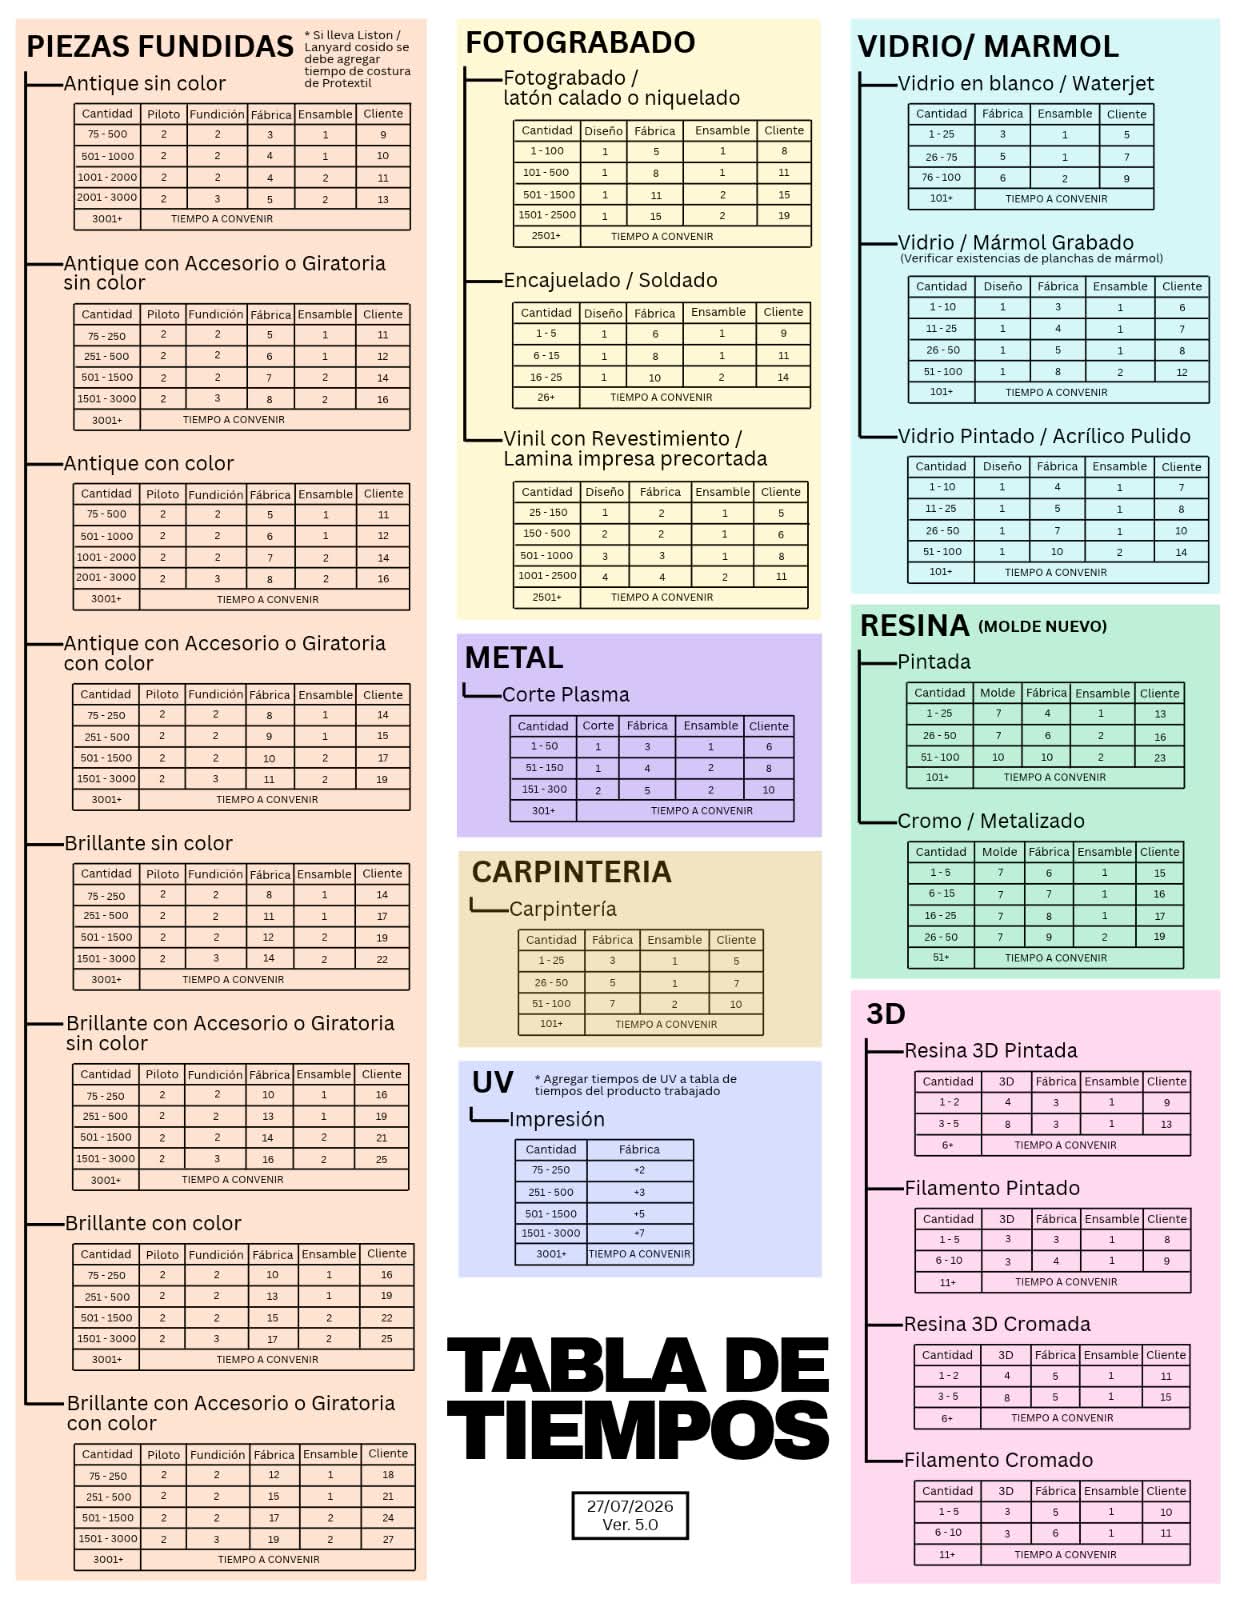 PIEZAS FUNDIDAS
* Si lleva Liston /
Lanyard cosido se
debe agregar
tiempo de costura
de Protextil
Antique sin color
Cantidad Piloto Fundición Fábrica Ensamble Cliente
75 - 500 2 2 3 1 9
501 - 1000 2 2 4 1 10
1001 - 2000 2 2 4 2 11
2001 - 3000 2 3 5 2 13
3001+ TIEMPO A CONVENIR
Antique con Accesorio o Giratoria
sin color
Cantidad Piloto Fundición Fábrica Ensamble Cliente
75 - 250 2 2 5 1 11
251 - 500 2 2 6 1 12
501 - 1500 2 2 7 2 14
1501 - 3000 2 3 8 2 16
3001+ TIEMPO A CONVENIR
Antique con color
Cantidad Piloto Fundición Fábrica Ensamble Cliente
75 - 500 2 2 5 1 11
501 - 1000 2 2 6 1 12
1001 - 2000 2 2 7 2 14
2001 - 3000 2 3 8 2 16
3001+ TIEMPO A CONVENIR
Antique con Accesorio o Giratoria
con color
Cantidad Piloto Fundición Fábrica Ensamble Cliente
75 - 250 2 2 8 1 14
251 - 500 2 2 9 1 15
501 - 1500 2 2 10 2 17
1501 - 3000 2 3 11 2 19
3001+ TIEMPO A CONVENIR
Brillante sin color
Cantidad Piloto Fundición Fábrica Ensamble Cliente
75 - 250 2 2 8 1 14
251 - 500 2 2 11 1 17
501 - 1500 2 2 12 2 19
1501 - 3000 2 3 14 2 22
3001+ TIEMPO A CONVENIR
Brillante con Accesorio o Giratoria
sin color
Cantidad Piloto Fundición Fábrica Ensamble Cliente
75 - 250 2 2 10 1 16
251 - 500 2 2 13 1 19
501 - 1500 2 2 14 2 21
1501 - 3000 2 3 16 2 25
3001+ TIEMPO A CONVENIR
Brillante con color
Cantidad Piloto Fundición Fábrica Ensamble Cliente
75 - 250 2 2 10 1 16
251 - 500 2 2 13 1 19
501 - 1500 2 2 15 2 22
1501 - 3000 2 3 17 2 25
3001+ TIEMPO A CONVENIR
Brillante con Accesorio o Giratoria
con color
Cantidad Piloto Fundición Fábrica Ensamble Cliente
75 - 250 2 2 12 1 18
251 - 500 2 2 15 1 21
501 - 1500 2 2 17 2 24
1501 - 3000 2 3 19 2 27
3001+ TIEMPO A CONVENIR
FOTOGRABADO
Fotograbado /
latón calado o niquelado
Cantidad Diseño Fábrica Ensamble Cliente
1 - 100 1 5 1 8
101 - 500 1 8 1 11
501 - 1500 1 11 2 15
1501 - 2500 1 15 2 19
2501+ TIEMPO A CONVENIR
Encajuelado / Soldado
Cantidad Diseño Fábrica Ensamble Cliente
1 - 5 1 6 1 9
6 - 15 1 8 1 11
16 - 25 1 10 2 14
26+ TIEMPO A CONVENIR
Vinil con Revestimiento /
Lamina impresa precortada
Cantidad Diseño Fábrica Ensamble Cliente
25 - 150 1 2 1 5
150 - 500 2 2 1 6
501 - 1000 3 3 1 8
1001 - 2500 4 4 2 11
2501+ TIEMPO A CONVENIR
METAL
Corte Plasma
Cantidad Corte Fábrica Ensamble Cliente
1 - 50 1 3 1 6
51 - 150 1 4 2 8
151 - 300 2 5 2 10
301+ TIEMPO A CONVENIR
CARPINTERIA
Carpintería
Cantidad Fábrica Ensamble Cliente
1 - 25 3 1 5
26 - 50 5 1 7
51 - 100 7 2 10
101+ TIEMPO A CONVENIR
UV
* Agregar tiempos de UV a tabla de
tiempos del producto trabajado
Impresión
Cantidad Fábrica
75 - 250 +2
251 - 500 +3
501 - 1500 +5
1501 - 3000 +7
3001+ TIEMPO A CONVENIR
TABLA DE
TIEMPOS
27/07/2026
Ver. 5.0
VIDRIO/ MARMOL
Vidrio en blanco / Waterjet
Cantidad Fábrica Ensamble Cliente
1 - 25 3 1 5
26 - 75 5 1 7
76 - 100 6 2 9
101+ TIEMPO A CONVENIR
Vidrio / Mármol Grabado
(Verificar existencias de planchas de mármol)
Cantidad Diseño Fábrica Ensamble Cliente
1 - 10 1 3 1 6
11 - 25 1 4 1 7
26 - 50 1 5 1 8
51 - 100 1 8 2 12
101+ TIEMPO A CONVENIR
Vidrio Pintado / Acrílico Pulido
Cantidad Diseño Fábrica Ensamble Cliente
1 - 10 1 4 1 7
11 - 25 1 5 1 8
26 - 50 1 7 1 10
51 - 100 1 10 2 14
101+ TIEMPO A CONVENIR
RESINA (MOLDE NUEVO)
Pintada
Cantidad Molde Fábrica Ensamble Cliente
1 - 25 7 4 1 13
26 - 50 7 6 2 16
51 - 100 10 10 2 23
101+ TIEMPO A CONVENIR
Cromo / Metalizado
Cantidad Molde Fábrica Ensamble Cliente
1 - 5 7 6 1 15
6 - 15 7 7 1 16
16 - 25 7 8 1 17
26 - 50 7 9 2 19
51+ TIEMPO A CONVENIR
3D
Resina 3D Pintada
Cantidad 3D Fábrica Ensamble Cliente
1 - 2 4 3 1 9
3 - 5 8 3 1 13
6+ TIEMPO A CONVENIR
Filamento Pintado
Cantidad 3D Fábrica Ensamble Cliente
1 - 5 3 3 1 8
6 - 10 3 4 1 9
11+ TIEMPO A CONVENIR
Resina 3D Cromada
Cantidad 3D Fábrica Ensamble Cliente
1 - 2 4 5 1 11
3 - 5 8 5 1 15
6+ TIEMPO A CONVENIR
Filamento Cromado
Cantidad 3D Fábrica Ensamble Cliente
1 - 5 3 5 1 10
6 - 10 3 6 1 11
11+ TIEMPO A CONVENIR